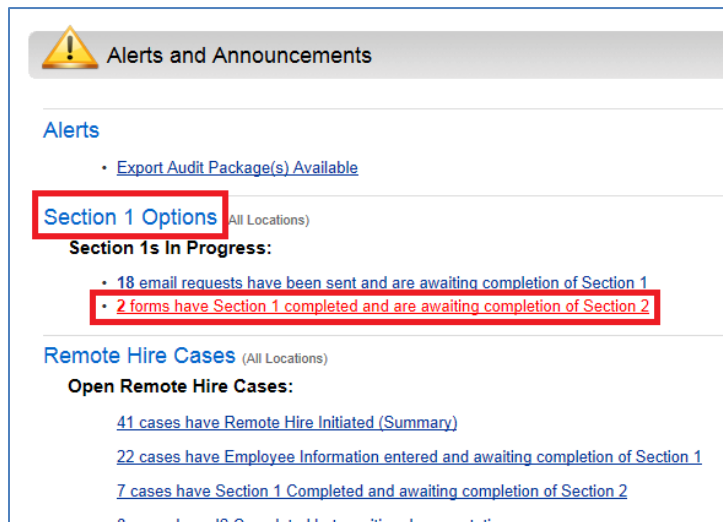 Alerts and Announcements
Alerts
• Export Audit Package(s) Available
Section 1 Options (All Locations)
Section 1s In Progress:
• 18 email requests have been sent and are awaiting completion of Section 1
• 2 forms have Section 1 completed and are awaiting completion of Section 2
Remote Hire Cases (All Locations)
Open Remote Hire Cases:
41 cases have Remote Hire Initiated (Summary)
22 cases have Employee Information entered and awaiting completion of Section 1
7 cases have Section 1 Completed and awaiting completion of Section 2